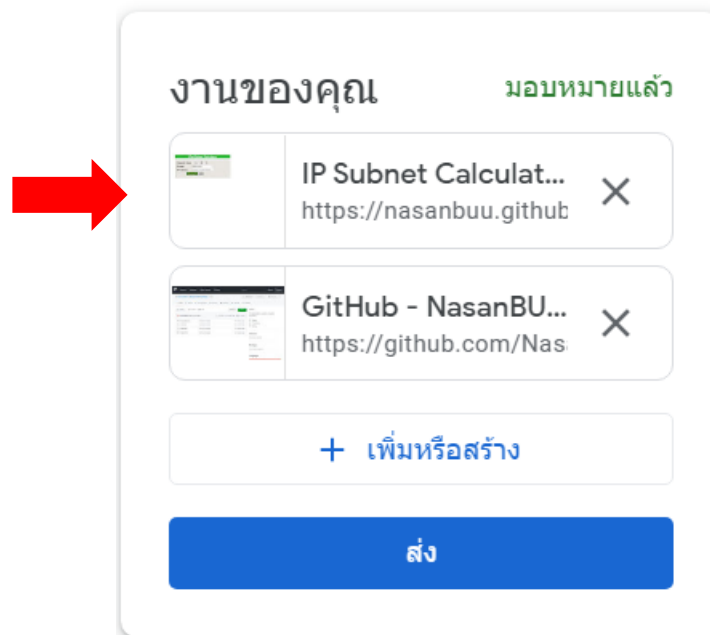 งานของคุณ มอบหมายแล้ว
IP Subnet Calculat...
https://nasanbuu.github
GitHub - NasanBU...
https://github.com/Nas
+ เพิ่มหรือสร้าง
ส่ง